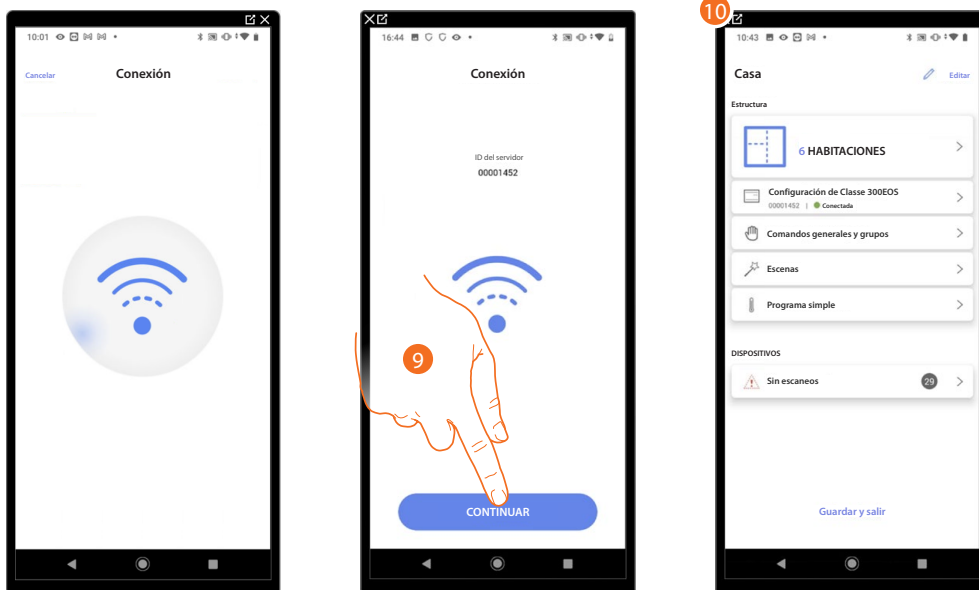 10:01
Cancelar
Conexión
16:44
Conexión
ID del servidor
00001452
9
CONTINUAR
10
10:43
Casa
Editar
Estructura
6 HABITACIONES
Configuración de Classe 300EOS
00001452 | Conectada
Comandos generales y grupos
Escenas
Programa simple
DISPOSITIVOS
Sin escaneos 29
Guardar y salir